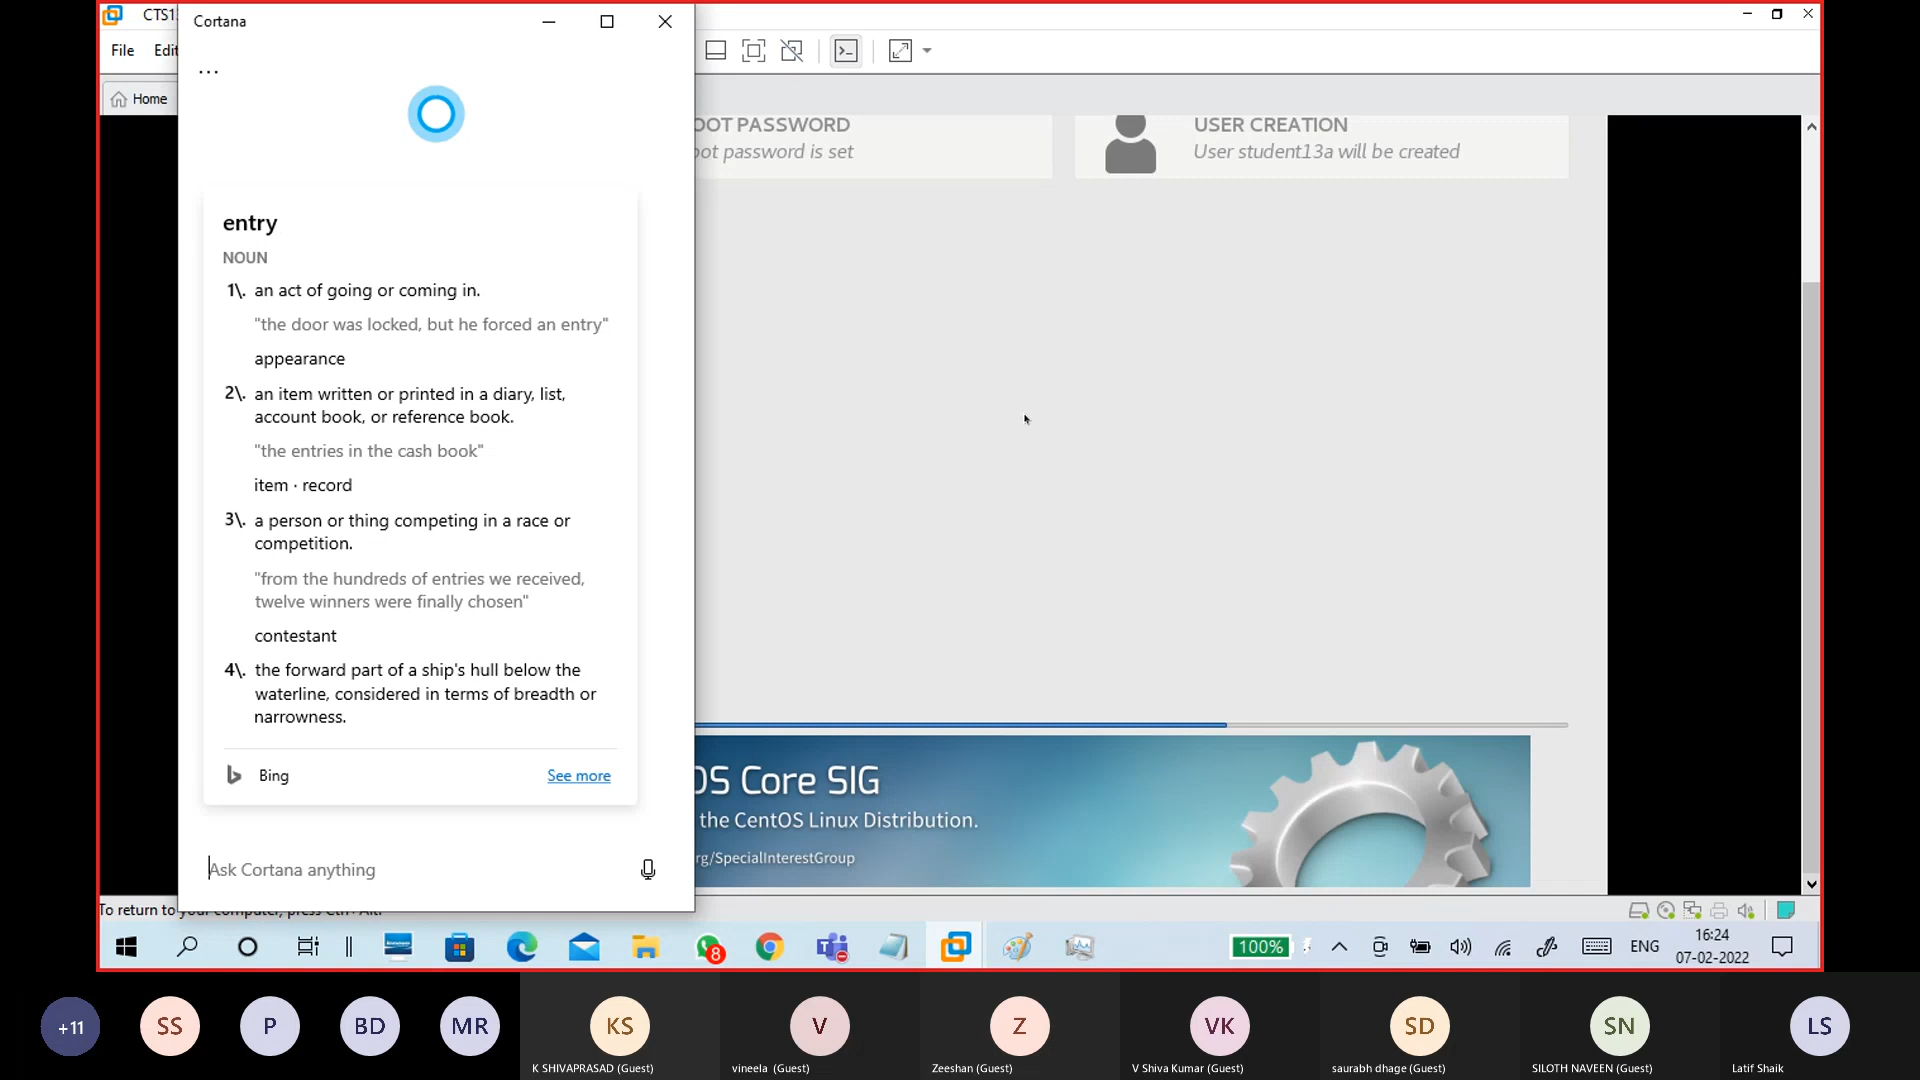 CTS1
Cortana
File Edit
...
Home
OOT PASSWORD
oot password is set
USER CREATION
User student13a will be created
entry
NOUN
1\. an act of going or coming in.
"the door was locked, but he forced an entry"
appearance
2\. an item written or printed in a diary, list,
account book, or reference book.
"the entries in the cash book"
item · record
3\. a person or thing competing in a race or
competition.
"from the hundreds of entries we received,
twelve winners were finally chosen"
contestant
4\. the forward part of a ship's hull below the
waterline, considered in terms of breadth or
narrowness.
Bing See more
OS Core SIG
the CentOS Linux Distribution.
rg/SpecialInterestGroup
Ask Cortana anything
To return to your computer, press Ctrl+Alt.
8
100%
ENG
16:24
07-02-2022
+11 SS P BD MR KS V Z VK SD SN LS
K SHIVAPRASAD (Guest) vineela (Guest) Zeeshan (Guest) V Shiva Kumar (Guest) saurabh dhage (Guest) SILOTH NAVEEN (Guest) Latif Shaik